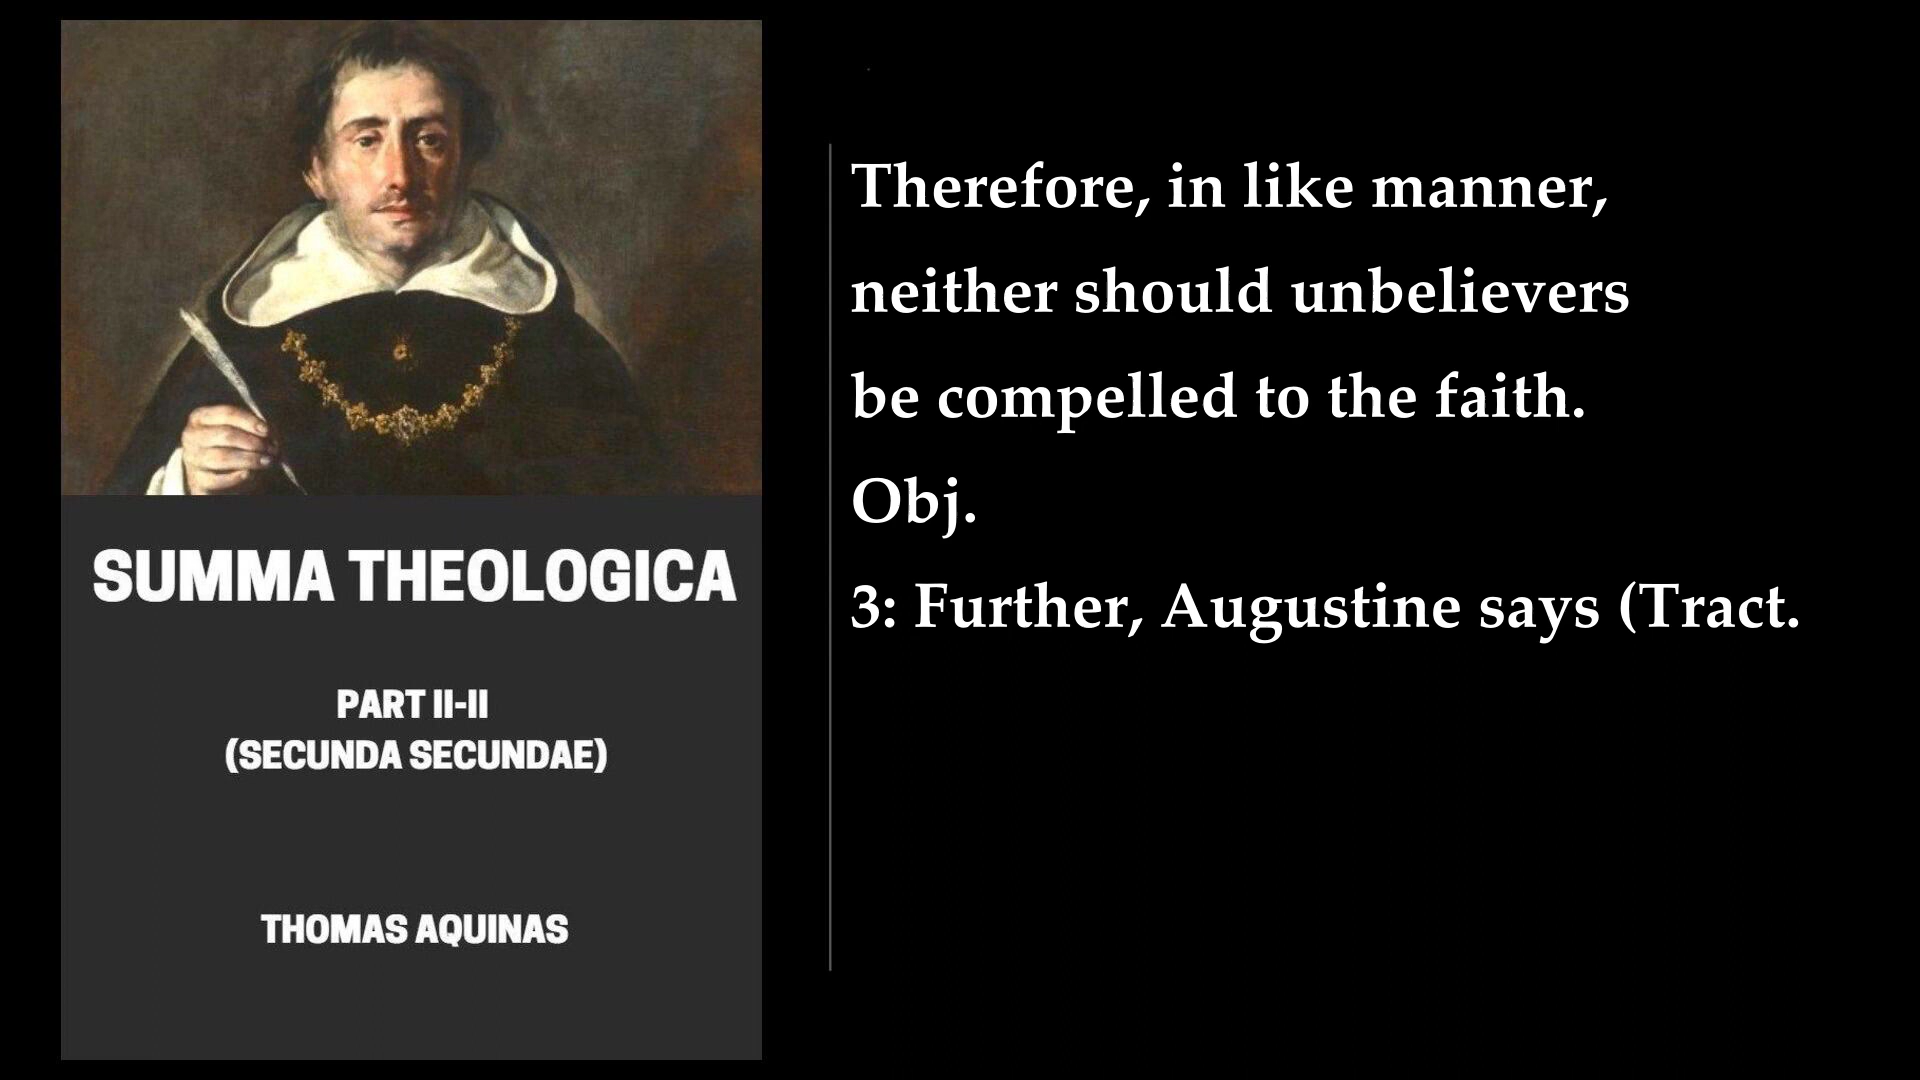 SUMMA THEOLOGICA
PART II-II
(SECUNDA SECUNDAE)
THOMAS AQUINAS
Therefore, in like manner,
neither should unbelievers
be compelled to the faith.
Obj.
3: Further, Augustine says (Tract.